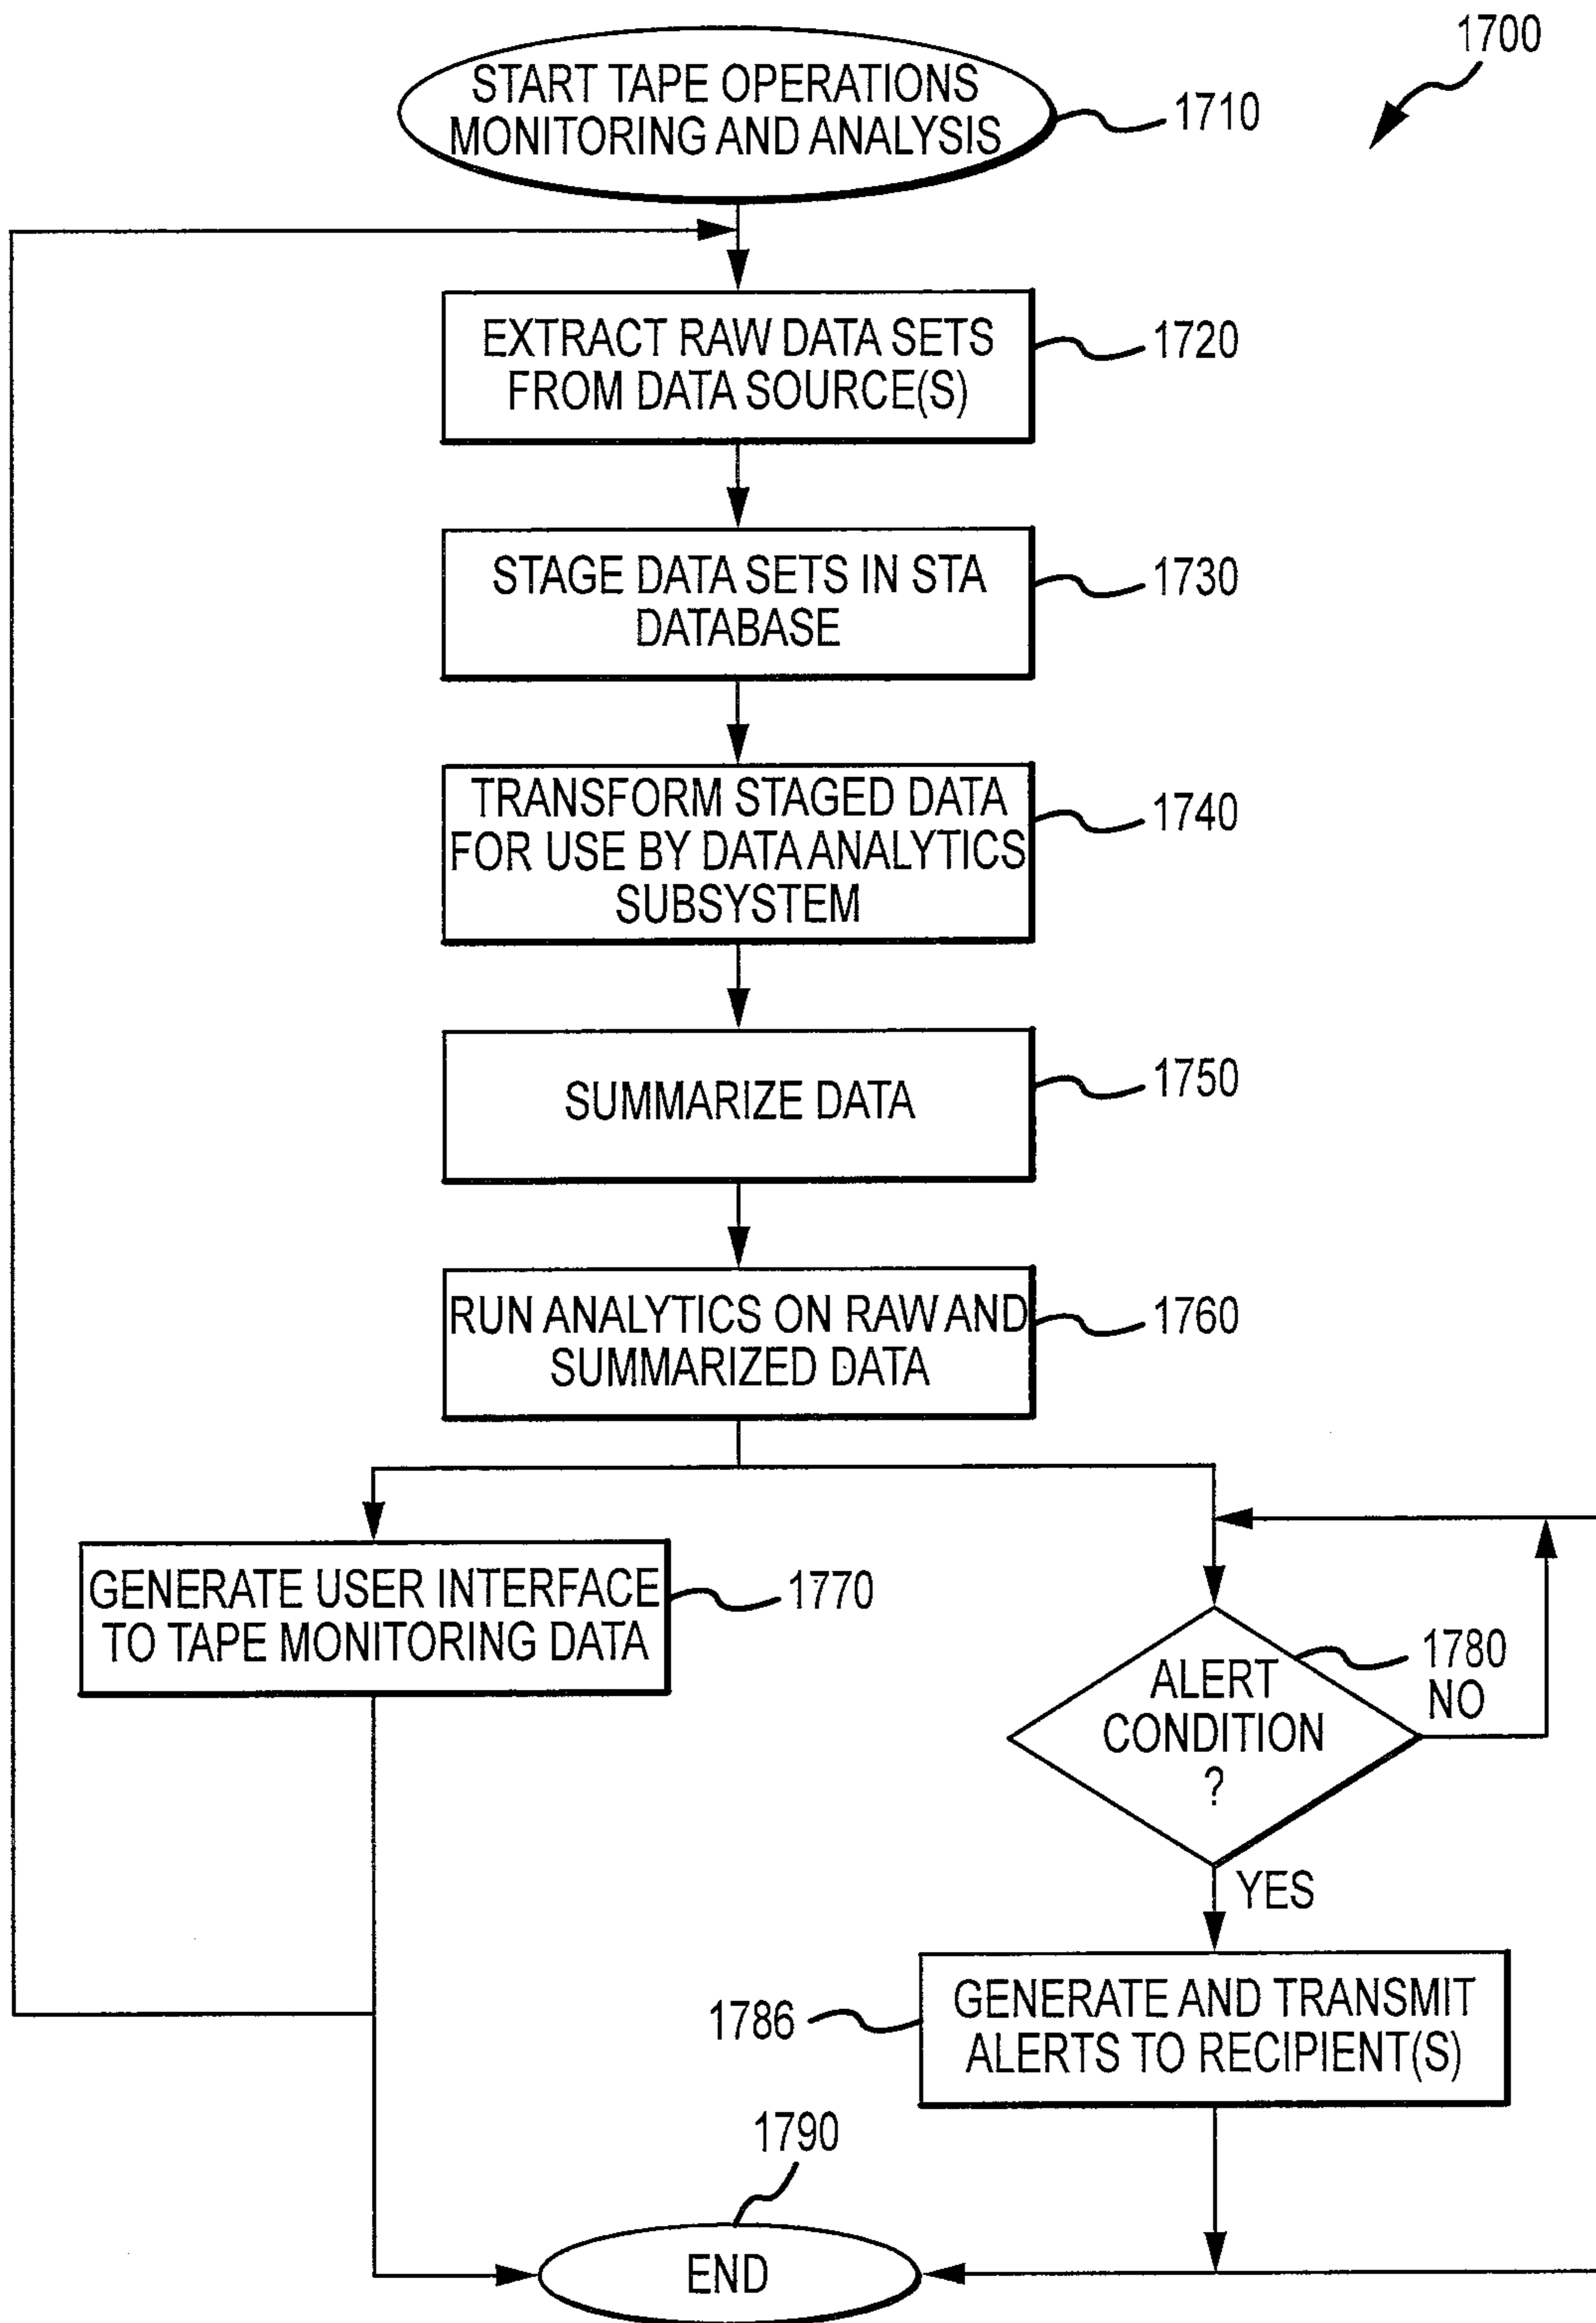 1700
START TAPE OPERATIONS
MONITORING AND ANALYSIS
1710
EXTRACT RAW DATA SETS
FROM DATA SOURCE(S)
1720
STAGE DATA SETS IN STA
DATABASE
1730
TRANSFORM STAGED DATA
FOR USE BY DATA ANALYTICS
SUBSYSTEM
1740
SUMMARIZE DATA
1750
RUN ANALYTICS ON RAW AND
SUMMARIZED DATA
1760
GENERATE USER INTERFACE
TO TAPE MONITORING DATA
1770
ALERT
CONDITION
?
1780
NO
YES
GENERATE AND TRANSMIT
ALERTS TO RECIPIENT(S)
1786
1790
END